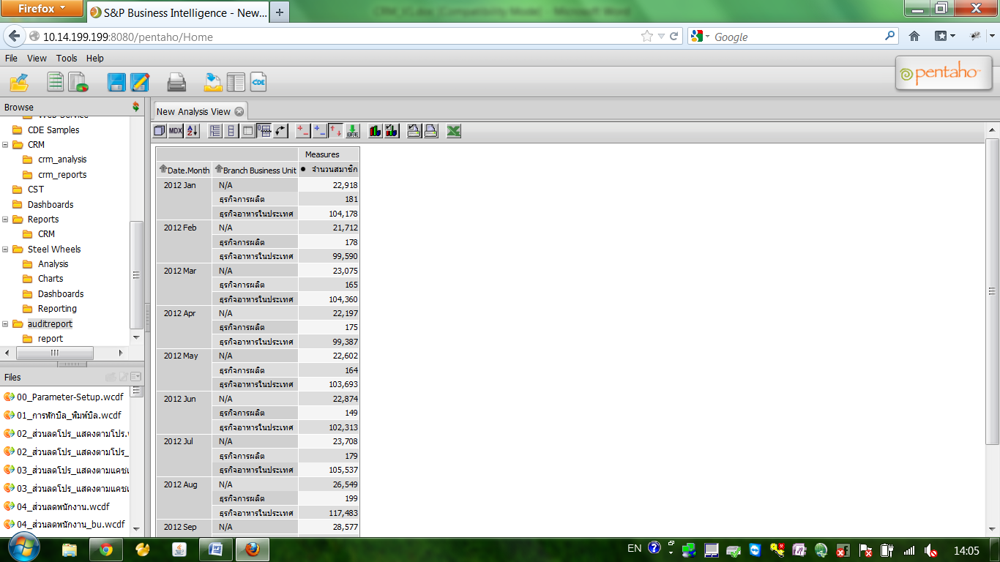 Firefox
S&P Business Intelligence - New...
10.14.199.199:8080/pentaho/Home
Google
File View Tools Help
CDE
pentaho
Browse
New Analysis View
Web Service
CDE Samples
CRM
crm_analysis
crm_reports
CST
Dashboards
Reports
CRM
Steel Wheels
Analysis
Charts
Dashboards
Reporting
auditreport
report
Files
00_Parameter-Setup.wcdf
01_การพักบิล_พิมพ์บิล.wcdf
02_ส่วนลดโปร_แสดงตามโปร.
02_ส่วนลดโปร_แสดงตามโปร_
03_ส่วนลดโปร_แสดงตามแคชเ
03_ส่วนลดโปร_แสดงตามแคชเ
04_ส่วนลดพนักงาน.wcdf
04_ส่วนลดพนักงาน_bu.wcdf
MDX
Measures
Date.Month Branch Business Unit จำนวนสมาชิก
2012 Jan N/A 22,918
ธุรกิจการผลิต 181
ธุรกิจอาหารในประเทศ 104,178
2012 Feb N/A 21,712
ธุรกิจการผลิต 178
ธุรกิจอาหารในประเทศ 99,590
2012 Mar N/A 23,075
ธุรกิจการผลิต 165
ธุรกิจอาหารในประเทศ 104,360
2012 Apr N/A 22,197
ธุรกิจการผลิต 175
ธุรกิจอาหารในประเทศ 99,387
2012 May N/A 22,602
ธุรกิจการผลิต 164
ธุรกิจอาหารในประเทศ 103,693
2012 Jun N/A 22,874
ธุรกิจการผลิต 149
ธุรกิจอาหารในประเทศ 102,313
2012 Jul N/A 23,708
ธุรกิจการผลิต 179
ธุรกิจอาหารในประเทศ 105,537
2012 Aug N/A 26,549
ธุรกิจการผลิต 199
ธุรกิจอาหารในประเทศ 117,483
2012 Sep N/A 28,577
EN
14:05